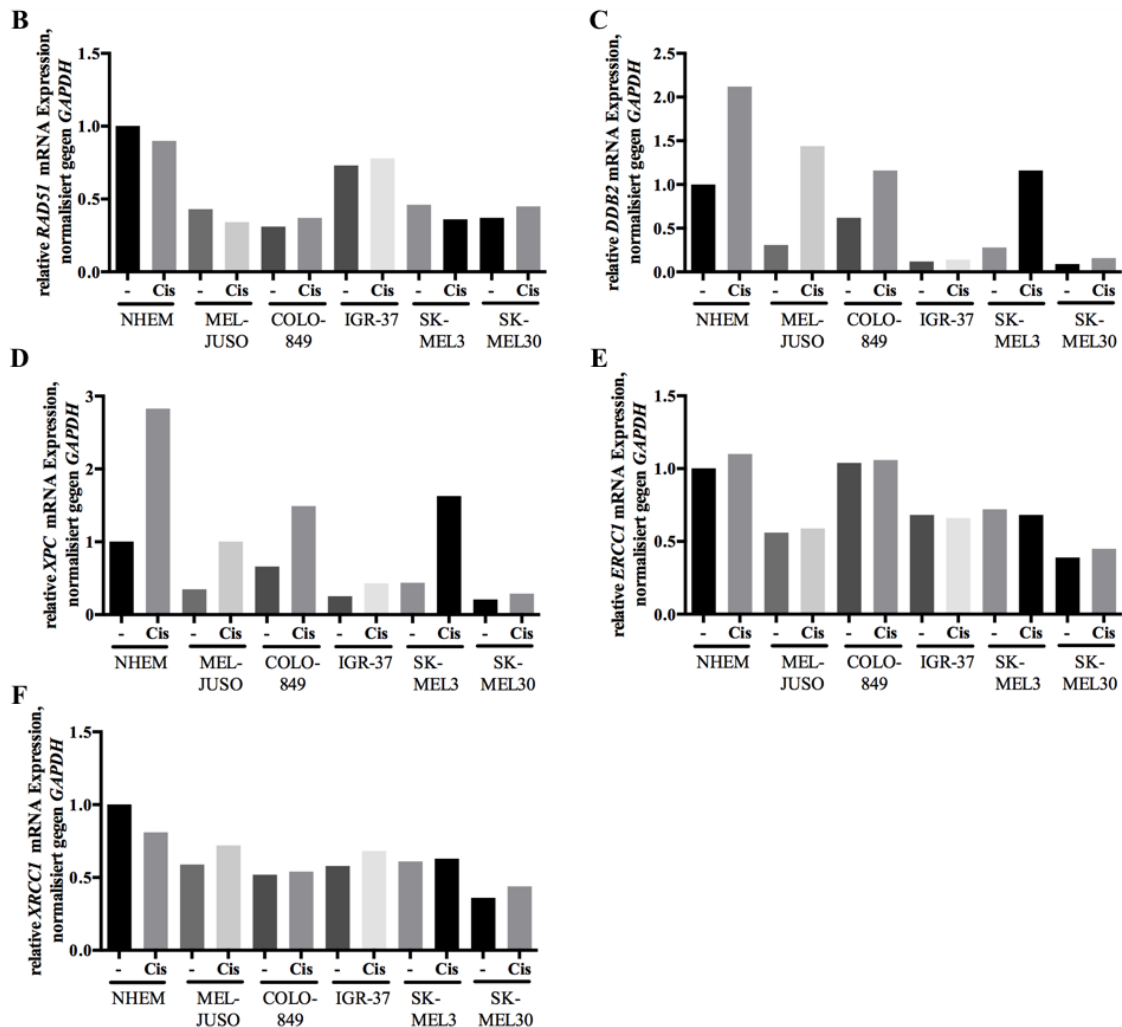 B
relative RAD51 mRNA Expression,
normalisiert gegen GAPDH
1.5
1.0
0.5
0.0
- Cis - Cis - Cis - Cis - Cis - Cis
NHEM MEL- COLO- IGR-37 SK- SK-
JUSO 849 MEL3 MEL30
C
relative DDB2 mRNA Expression,
normalisiert gegen GAPDH
2.5
2.0
1.5
1.0
0.5
0.0
- Cis - Cis - Cis - Cis - Cis - Cis
NHEM MEL- COLO- IGR-37 SK- SK-
JUSO 849 MEL3 MEL30
D
relative XPC mRNA Expression,
normalisiert gegen GAPDH
3
2
1
0
- Cis - Cis - Cis - Cis - Cis - Cis
NHEM MEL- COLO- IGR-37 SK- SK-
JUSO 849 MEL3 MEL30
E
relative ERCC1 mRNA Expression,
normalisiert gegen GAPDH
1.5
1.0
0.5
0.0
- Cis - Cis - Cis - Cis - Cis - Cis
NHEM MEL- COLO- IGR-37 SK- SK-
JUSO 849 MEL3 MEL30
F
relative XRCC1 mRNA Expression,
normalisiert gegen GAPDH
1.5
1.0
0.5
0.0
- Cis - Cis - Cis - Cis - Cis - Cis
NHEM MEL- COLO- IGR-37 SK- SK-
JUSO 849 MEL3 MEL30